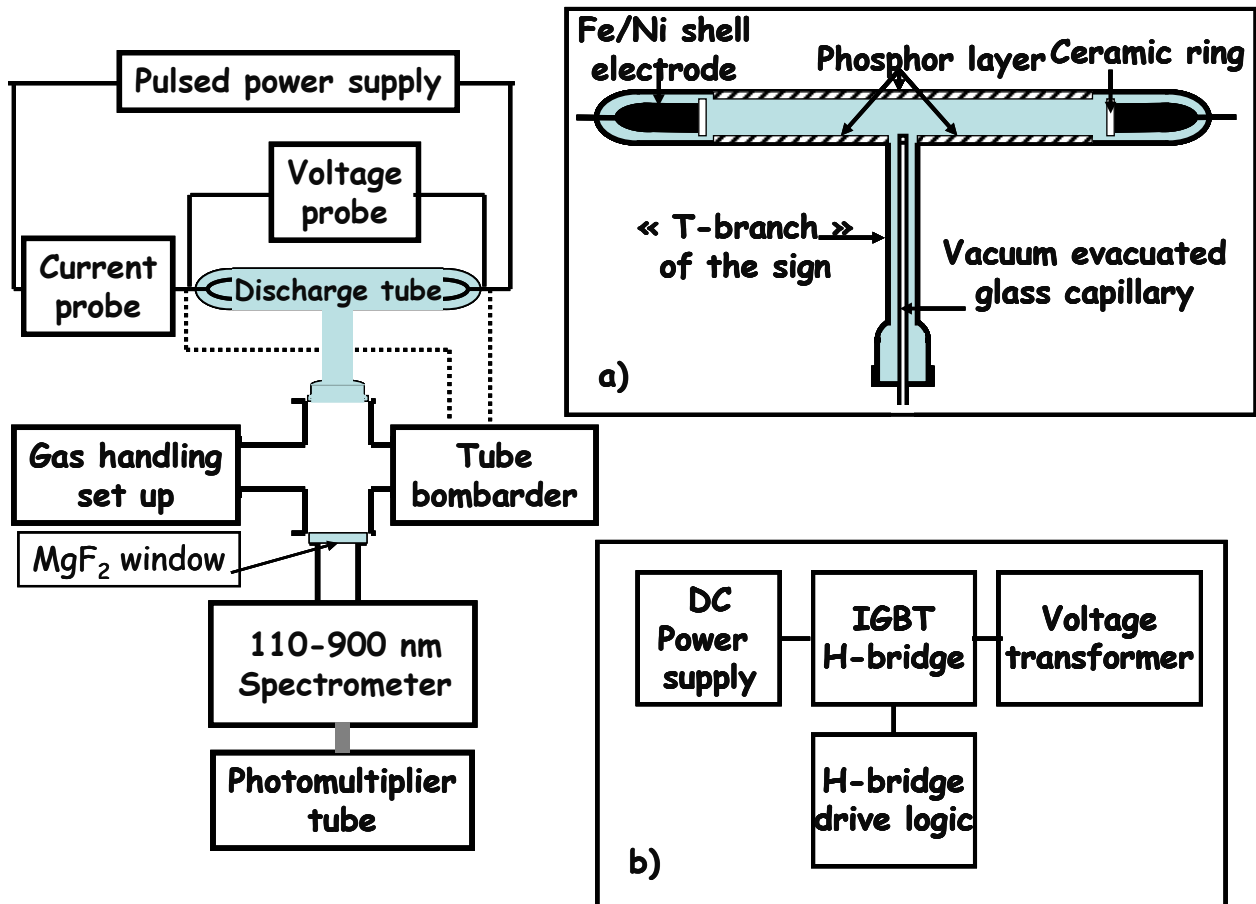 Pulsed power supply
Voltage
probe
Current
probe
Discharge tube
Gas handling
set up
Tube
bombarder
MgF₂ window
110-900 nm
Spectrometer
Photomultiplier
tube
Fe/Ni shell
electrode
Phosphor layer
Ceramic ring
« T-branch »
of the sign
Vacuum evacuated
glass capillary
a)
DC
Power
supply
IGBT
H-bridge
Voltage
transformer
H-bridge
drive logic
b)